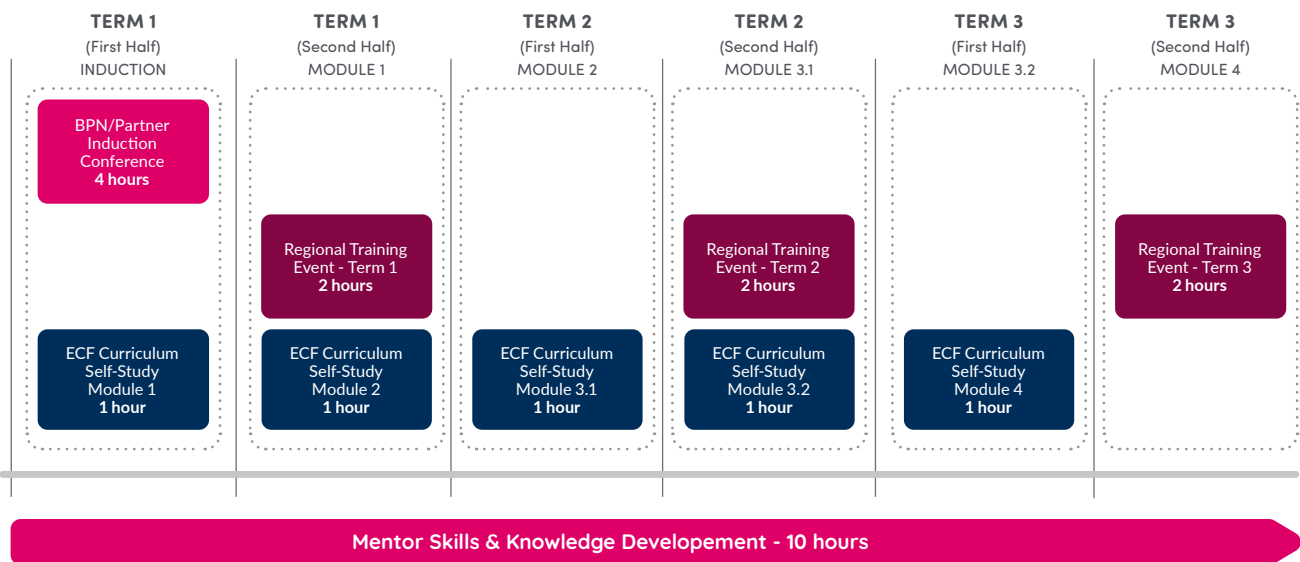 TERM 1
(First Half)
INDUCTION
TERM 1
(Second Half)
MODULE 1
TERM 2
(First Half)
MODULE 2
TERM 2
(Second Half)
MODULE 3.1
TERM 3
(First Half)
MODULE 3.2
TERM 3
(Second Half)
MODULE 4
BPN/Partner
Induction
Conference
4 hours
Regional Training
Event - Term 1
2 hours
Regional Training
Event - Term 2
2 hours
Regional Training
Event - Term 3
2 hours
ECF Curriculum
Self-Study
Module 1
1 hour
ECF Curriculum
Self-Study
Module 2
1 hour
ECF Curriculum
Self-Study
Module 3.1
1 hour
ECF Curriculum
Self-Study
Module 3.2
1 hour
ECF Curriculum
Self-Study
Module 4
1 hour
Mentor Skills & Knowledge Developement - 10 hours